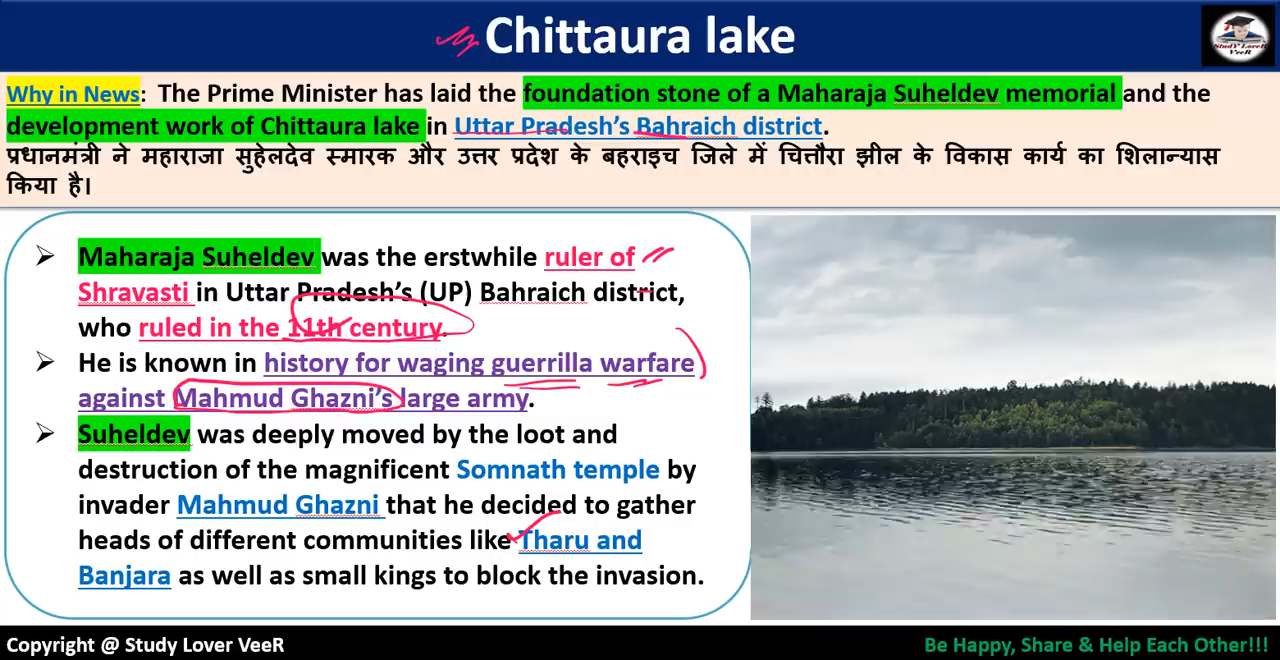 Chittaura lake
StudY LoveR
VeeR
Why in News: The Prime Minister has laid the foundation stone of a Maharaja Suheldev memorial and the
development work of Chittaura lake in Uttar Pradesh's Bahraich district.
प्रधानमंत्री ने महाराजा सुहेलदेव स्मारक और उत्तर प्रदेश के बहराइच जिले में चित्तौरा झील के विकास कार्य का शिलान्यास
किया है।
➢ Maharaja Suheldev was the erstwhile ruler of
Shravasti in Uttar Pradesh's (UP) Bahraich district,
who ruled in the 11th century.
➢ He is known in history for waging guerrilla warfare
against Mahmud Ghazni's large army.
➢ Suheldev was deeply moved by the loot and
destruction of the magnificent Somnath temple by
invader Mahmud Ghazni that he decided to gather
heads of different communities like Tharu and
Banjara as well as small kings to block the invasion.
Copyright @ Study Lover VeeR
Be Happy, Share & Help Each Other!!!